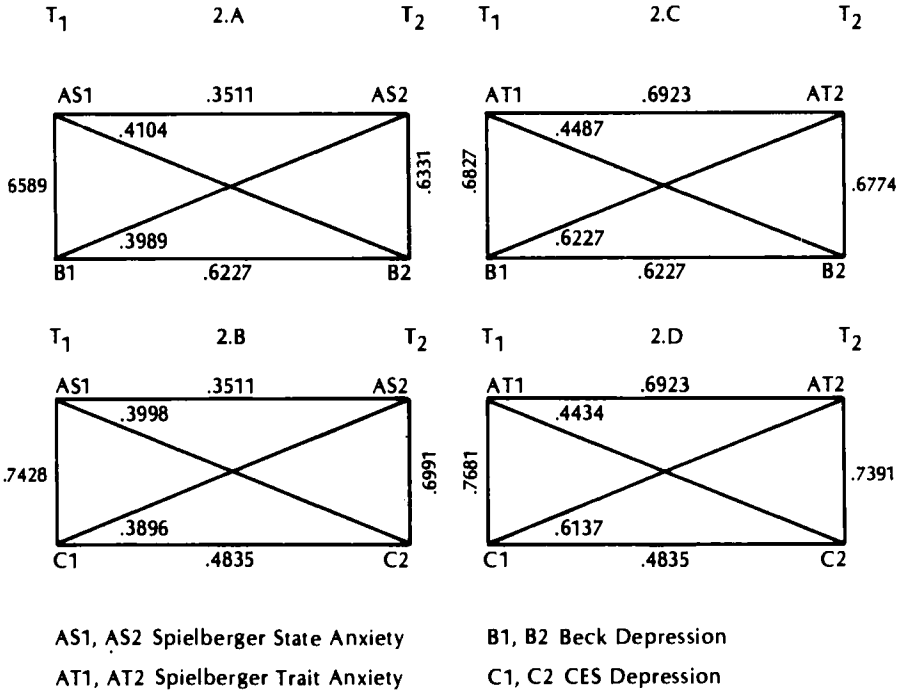 T1 2.A T2
AS1 .3511 AS2
.4104
6589
.6331
.3989
B1 .6227 B2
T1 2.C T2
AT1 .6923 AT2
.4487
.6827
.6774
.6227
B1 .6227 B2
T1 2.B T2
AS1 .3511 AS2
.3998
.7428
.6991
.3896
C1 .4835 C2
T1 2.D T2
AT1 .6923 AT2
.4434
.7681
.7391
.6137
C1 .4835 C2
AS1, AS2 Spielberger State Anxiety
AT1, AT2 Spielberger Trait Anxiety
B1, B2 Beck Depression
C1, C2 CES Depression